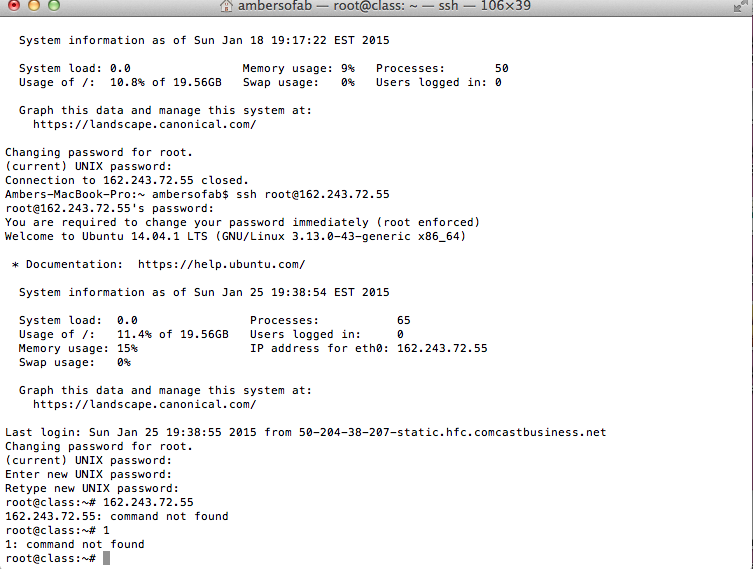 ambersofab — root@class: ~ — ssh — 106×39
System information as of Sun Jan 18 19:17:22 EST 2015
System load: 0.0 Memory usage: 9% Processes: 50
Usage of /: 10.8% of 19.56GB Swap usage: 0% Users logged in: 0
Graph this data and manage this system at:
https://landscape.canonical.com/
Changing password for root.
(current) UNIX password:
Connection to 162.243.72.55 closed.
Ambers-MacBook-Pro:~ ambersofab$ ssh root@162.243.72.55
root@162.243.72.55's password:
You are required to change your password immediately (root enforced)
Welcome to Ubuntu 14.04.1 LTS (GNU/Linux 3.13.0-43-generic x86_64)
* Documentation: https://help.ubuntu.com/
System information as of Sun Jan 25 19:38:54 EST 2015
System load: 0.0 Processes: 65
Usage of /: 11.4% of 19.56GB Users logged in: 0
Memory usage: 15% IP address for eth0: 162.243.72.55
Swap usage: 0%
Graph this data and manage this system at:
https://landscape.canonical.com/
Last login: Sun Jan 25 19:38:55 2015 from 50-204-38-207-static.hfc.comcastbusiness.net
Changing password for root.
(current) UNIX password:
Enter new UNIX password:
Retype new UNIX password:
root@class:~# 162.243.72.55
162.243.72.55: command not found
root@class:~# 1
1: command not found
root@class:~#